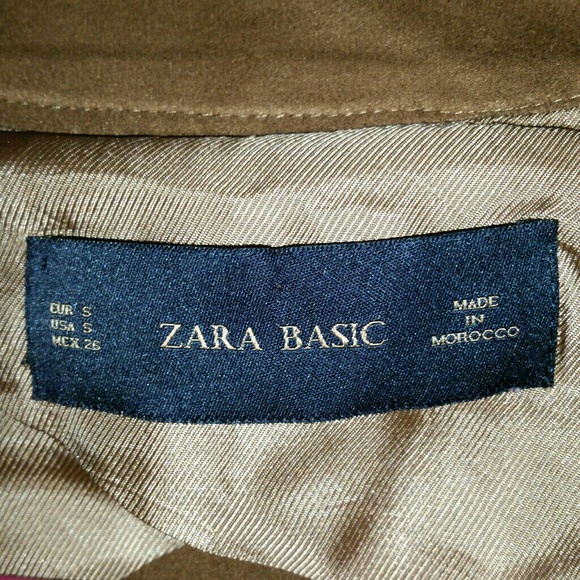 EUR S
USA S
MEX 26
ZARA BASIC
MADE
IN
MOROCCO